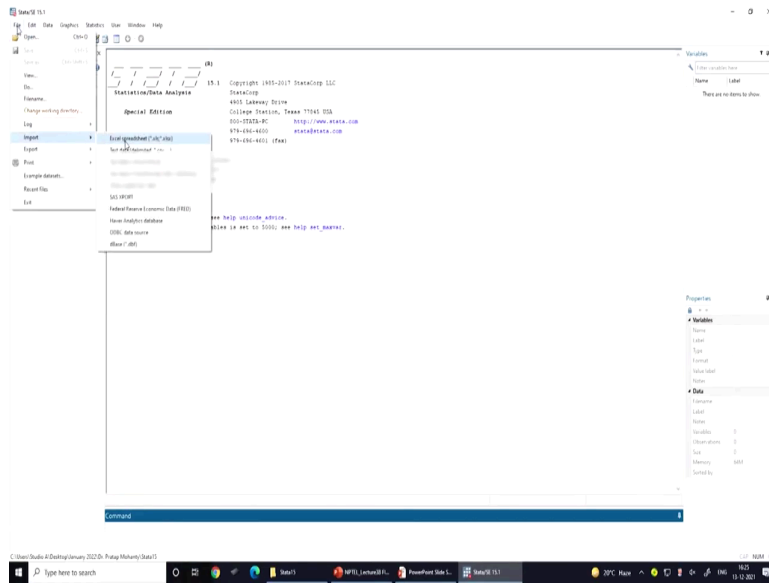 Stata/SE 15.1
File Edit Data Graphics Statistics User Window Help
Open... Ctrl+O
Save
Save as
View...
Do...
Filename...
Change working directory...
Log
Import
Export
Print
Example datasets...
Recent files
Exit
Excel spreadsheet (*.xls;*.xlsx)
SAS XPORT
Federal Reserve Economic Data (FRED)
Haver Analytics database
ODBC data source
dBase (*.dbf)
(R)
15.1 Copyright 1985-2017 StataCorp LLC
Statistics/Data Analysis StataCorp
4905 Lakeway Drive
Special Edition College Station, Texas 77845 USA
800-STATA-PC http://www.stata.com
979-696-4600 stata@stata.com
979-696-4601 (fax)
see help unicode_advice.
ables is set to 5000; see help set_maxvar.
Command
Variables
Filter variables here
Name Label
There are no items to show
Properties
Variables
Name
Label
Type
Format
Value label
Notes
Data
Filename
Label
Notes
Variables 0
Observations 0
Size 0
Memory
Sorted by
C:\Users\Studio A\Desktop\January 2022\Dr. Pratap Mohanty\Stata15
CAP NUM
Type here to search
Stata15
NPTEL_Lecture38 Fi...
PowerPoint Slide S...
Stata/SE 15.1
20°C Haze
ENG
16:25
13-12-2021